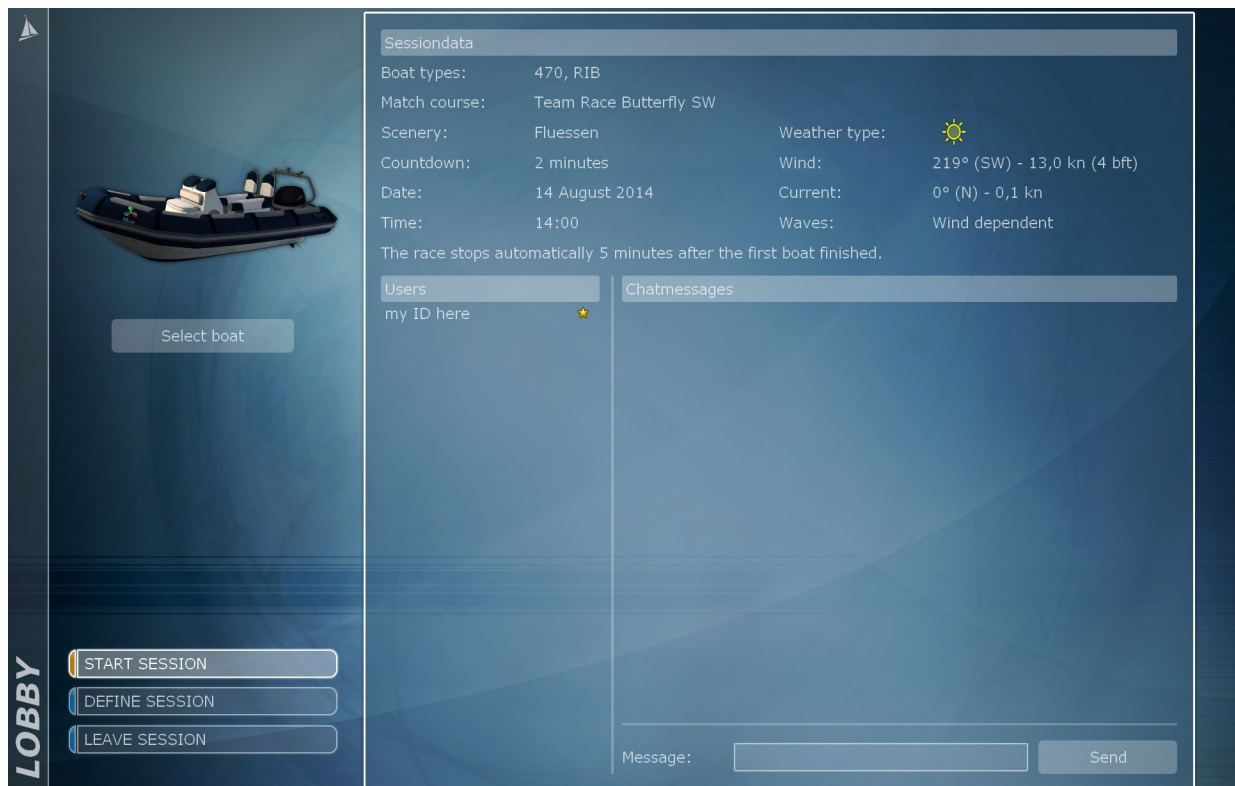 Sessiondata
Boat types: 470, RIB
Match course: Team Race Butterfly SW
Scenery: Fluessen Weather type:
Countdown: 2 minutes Wind: 219° (SW) - 13,0 kn (4 bft)
Date: 14 August 2014 Current: 0° (N) - 0,1 kn
Time: 14:00 Waves: Wind dependent
The race stops automatically 5 minutes after the first boat finished.
Users Chatmessages
my ID here
Select boat
START SESSION
DEFINE SESSION
LEAVE SESSION
LOBBY
Message: Send